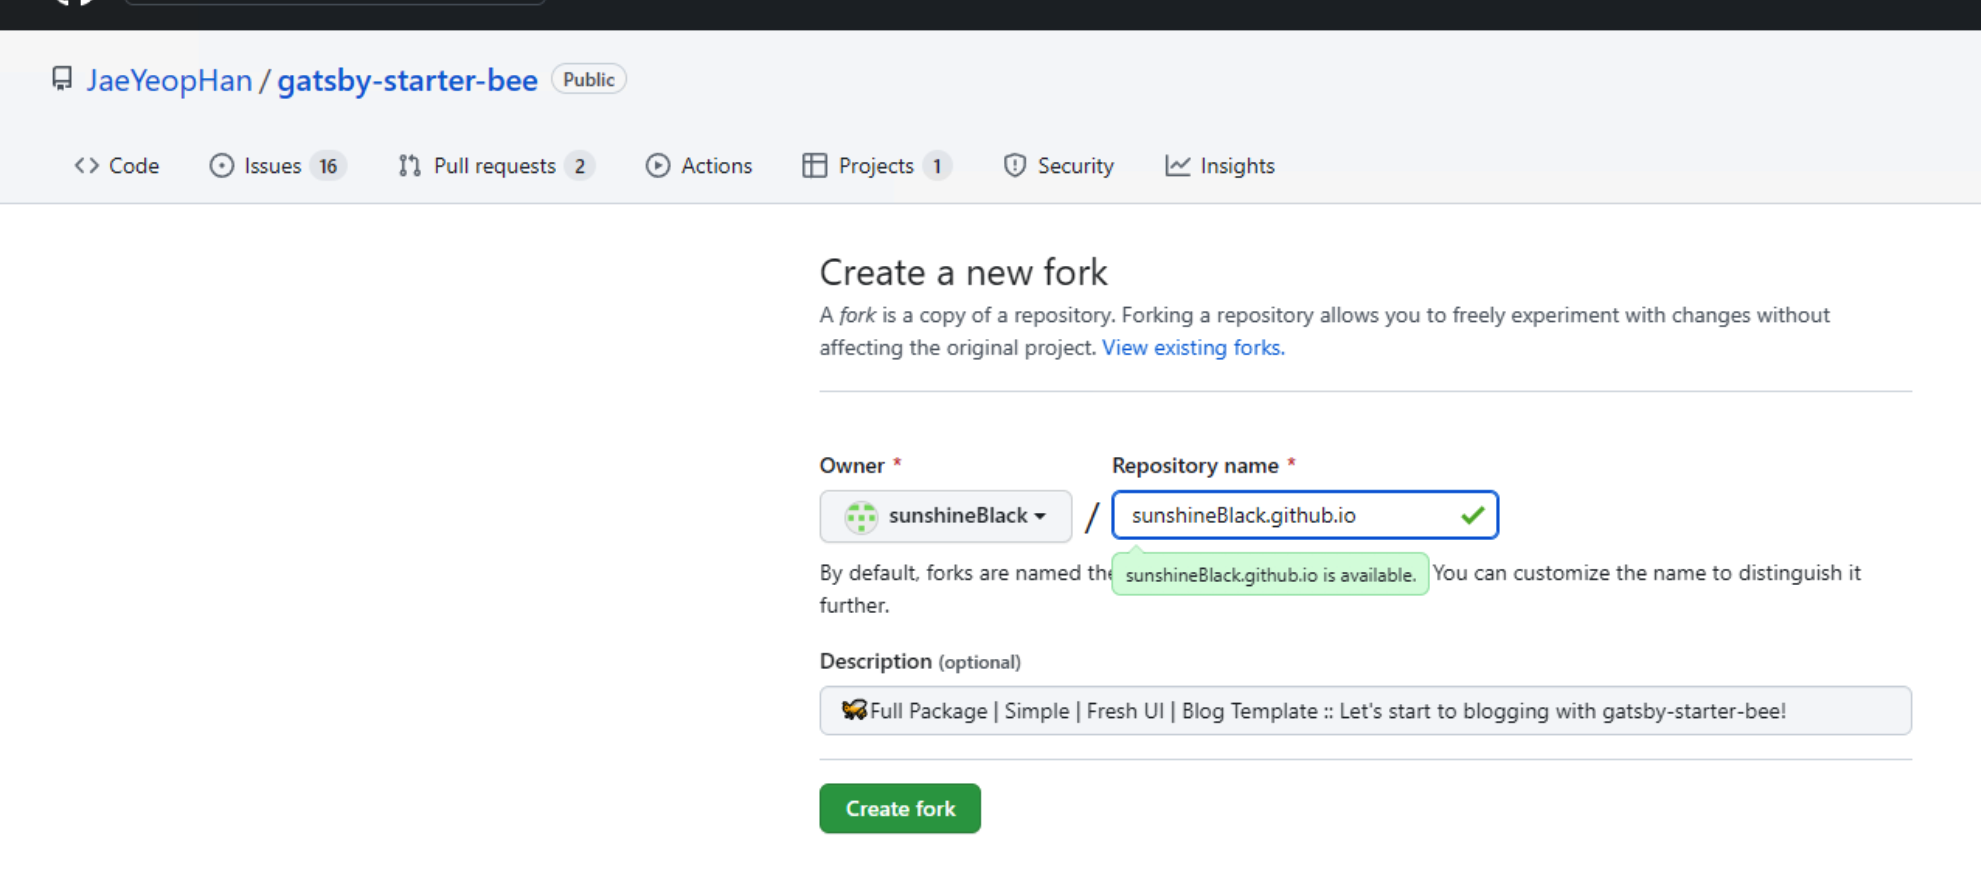 JaeYeopHan / gatsby-starter-bee Public
Code Issues 16 Pull requests 2 Actions Projects 1 Security Insights
Create a new fork
A fork is a copy of a repository. Forking a repository allows you to freely experiment with changes without
affecting the original project. View existing forks.
Owner * Repository name *
sunshineBlack / sunshineBlack.github.io
By default, forks are named the sunshineBlack.github.io is available. You can customize the name to distinguish it
further.
Description (optional)
Full Package | Simple | Fresh UI | Blog Template :: Let's start to blogging with gatsby-starter-bee!
Create fork